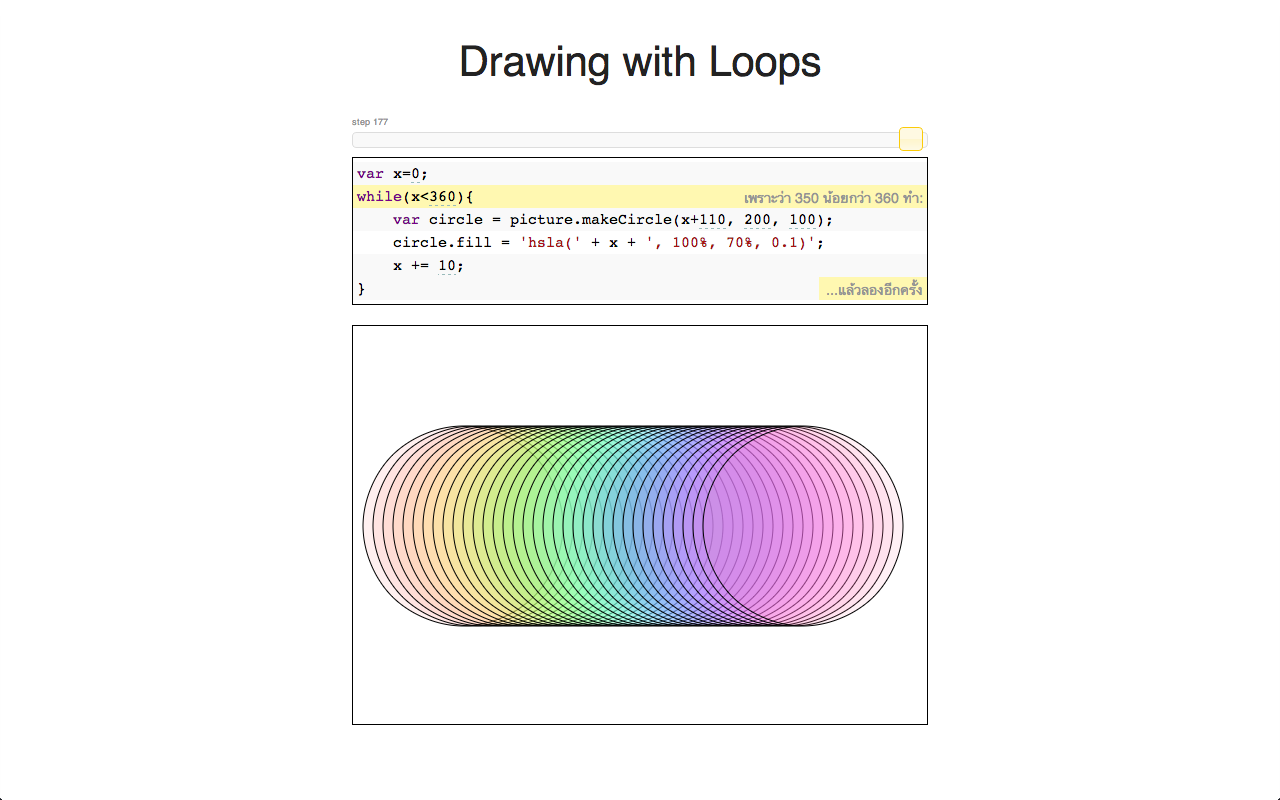 Drawing with Loops
step 177
var x=0;
while(x<360){ เพราะว่า 350 น้อยกว่า 360 ทำ:
    var circle = picture.makeCircle(x+110, 200, 100);
    circle.fill = 'hsla(' + x + ', 100%, 70%, 0.1)';
    x += 10;
} ...แล้วลองอีกครั้ง